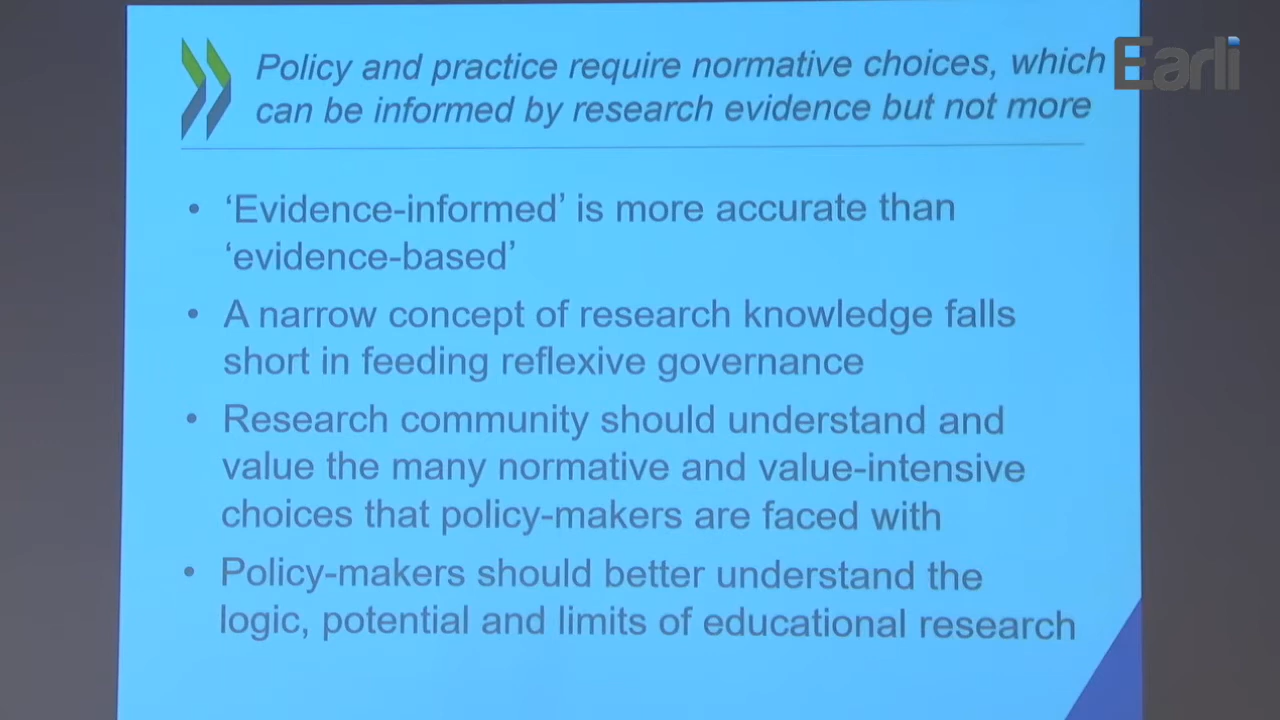 Policy and practice require normative choices, which
can be informed by research evidence but not more
Earli
• ‘Evidence-informed’ is more accurate than
‘evidence-based’
• A narrow concept of research knowledge falls
short in feeding reflexive governance
• Research community should understand and
value the many normative and value-intensive
choices that policy-makers are faced with
• Policy-makers should better understand the
logic, potential and limits of educational research